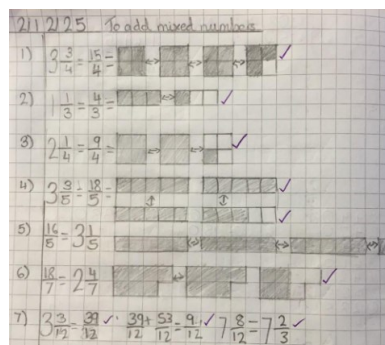 2|12|25 To add mixed numbers
1) 3 3/4 = 15/4 =
2) 1 1/3 = 4/3 =
3) 2 1/4 = 9/4 =
4) 3 3/5 = 18/5 =
5) 16/5 = 3 1/5
6) 18/7 = 2 4/7
7) 3 3/12 = 39/12 39/12 + 53/12 = 7 8/12 = 7 2/3